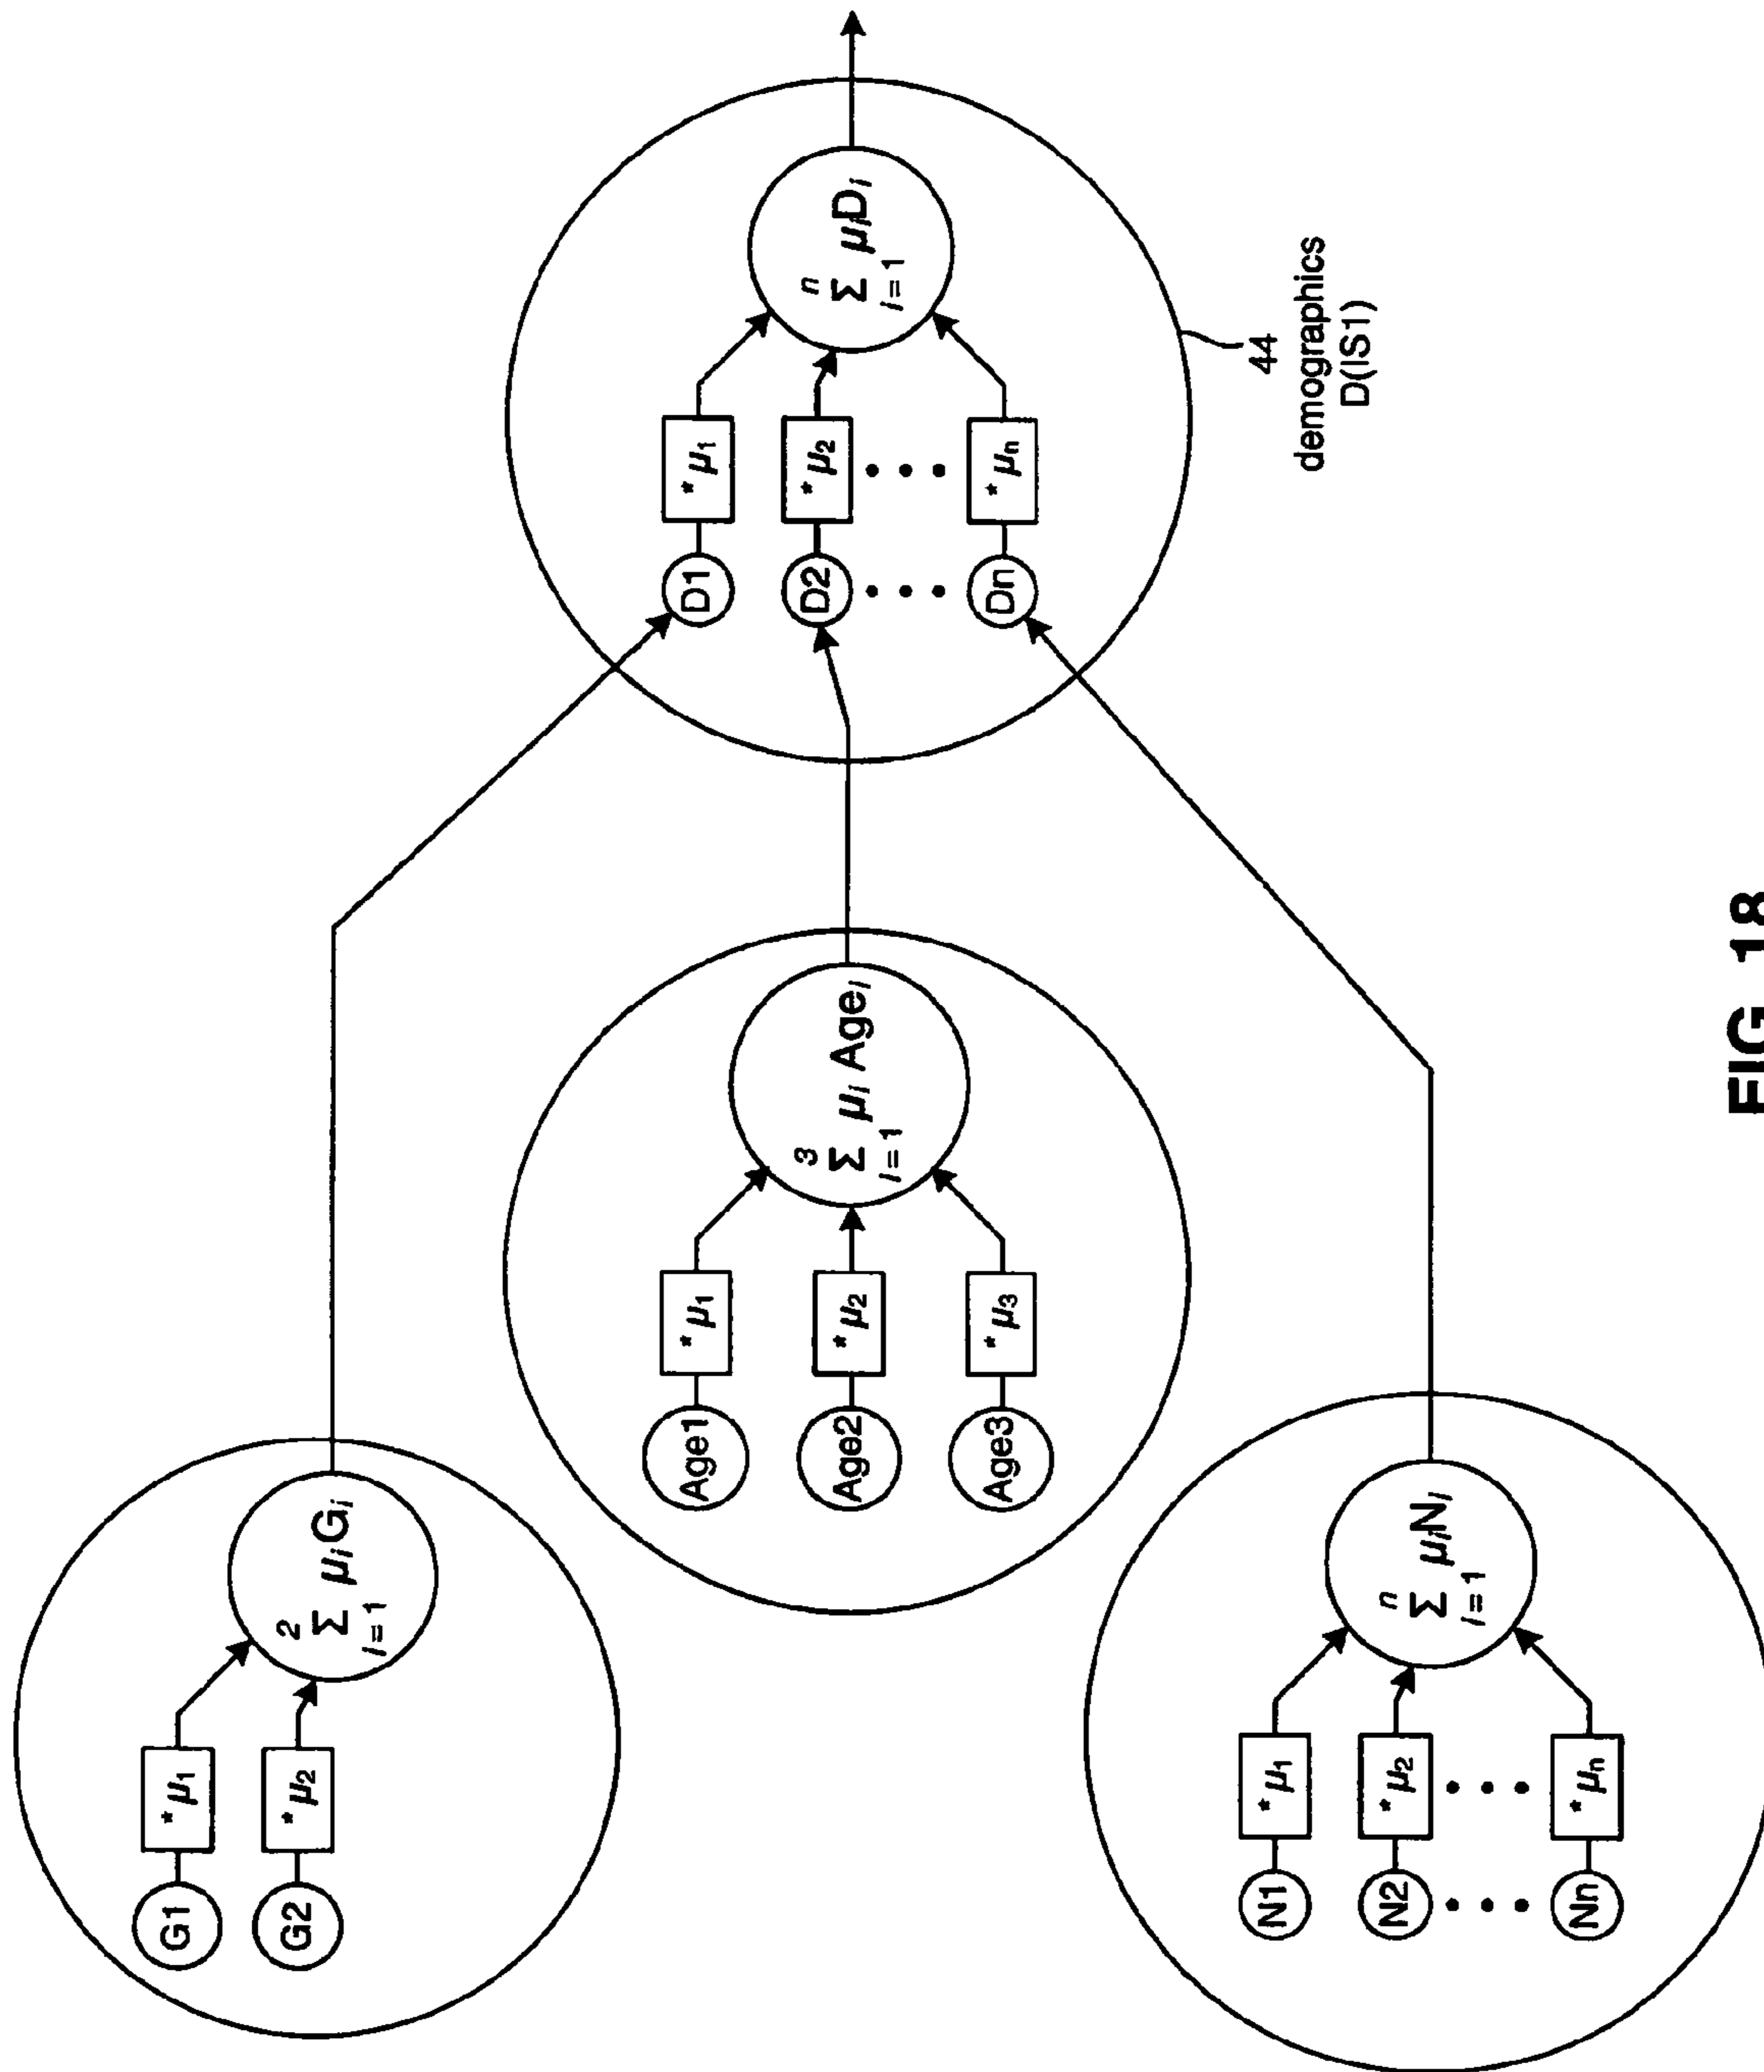 G1
* μ1
G2
* μ2
2
Σ μiGi
i=1
Age1
* μ1
Age2
* μ2
Age3
* μ3
3
Σ μi Agei
i=1
N1
* μ1
N2
* μ2
Nn
* μn
n
Σ μiNi
i=1
D1
* μ1
D2
* μ2
Dn
* μn
n
Σ μiDi
i=1
44
demographics
D(IS1)
FIG. 18